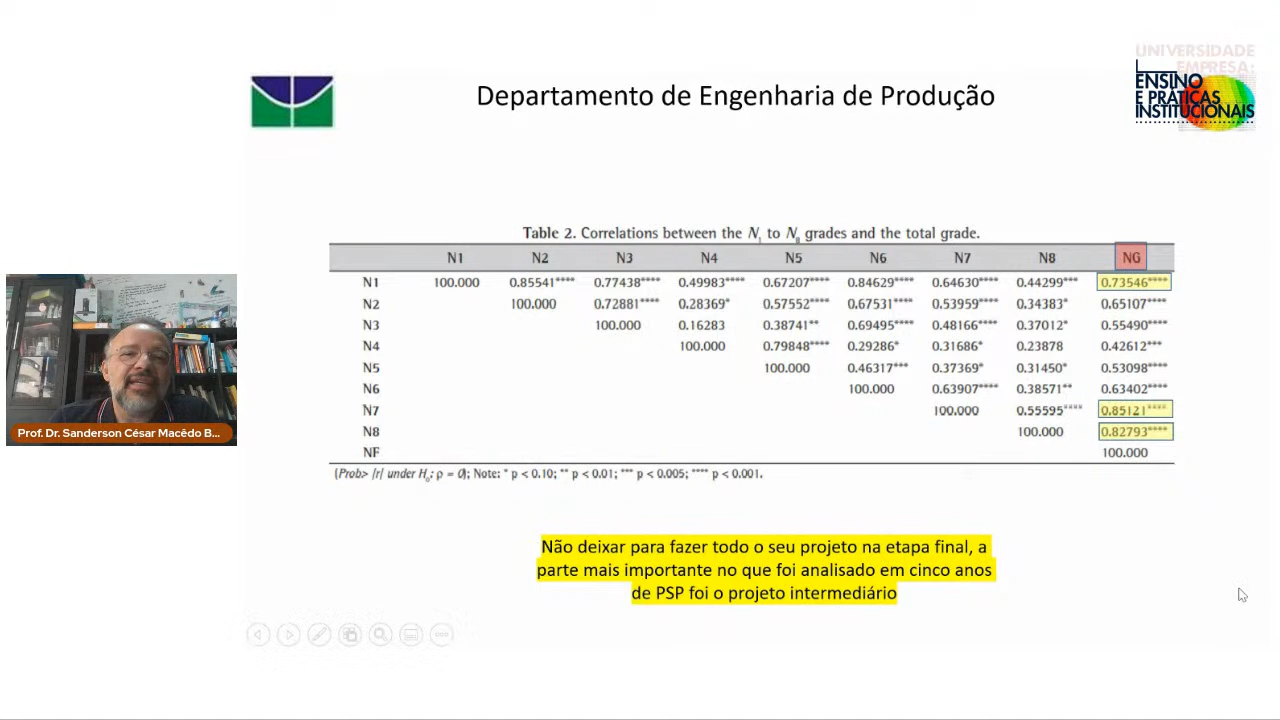 UNIVERSIDADE
EMPRESA:
ENSINO
E PRÁTICAS
INSTITUCIONAIS
Departamento de Engenharia de Produção
Table 2. Correlations between the N1 to N8 grades and the total grade.
N1 N2 N3 N4 N5 N6 N7 N8 NG
N1 100.000 0.85541**** 0.77438**** 0.49983**** 0.67207**** 0.84629**** 0.64630**** 0.44299*** 0.73546****
N2 100.000 0.72881**** 0.28369* 0.57552**** 0.67531**** 0.53959**** 0.34383* 0.65107****
N3 100.000 0.16283 0.38741** 0.69495**** 0.48166**** 0.37012* 0.55490****
N4 100.000 0.79848**** 0.29286* 0.31686* 0.23878 0.42612***
N5 100.000 0.46317*** 0.37369* 0.31450* 0.53098****
N6 100.000 0.63907**** 0.38571** 0.63402****
N7 100.000 0.55595**** 0.85121****
N8 100.000 0.82793****
NF 100.000
(Prob> |r| under H0: ρ = 0); Note: * p < 0.10; ** p < 0.01; *** p < 0.005; **** p < 0.001.
Prof. Dr. Sanderson César Macêdo B...
Não deixar para fazer todo o seu projeto na etapa final, a
parte mais importante no que foi analisado em cinco anos
de PSP foi o projeto intermediário